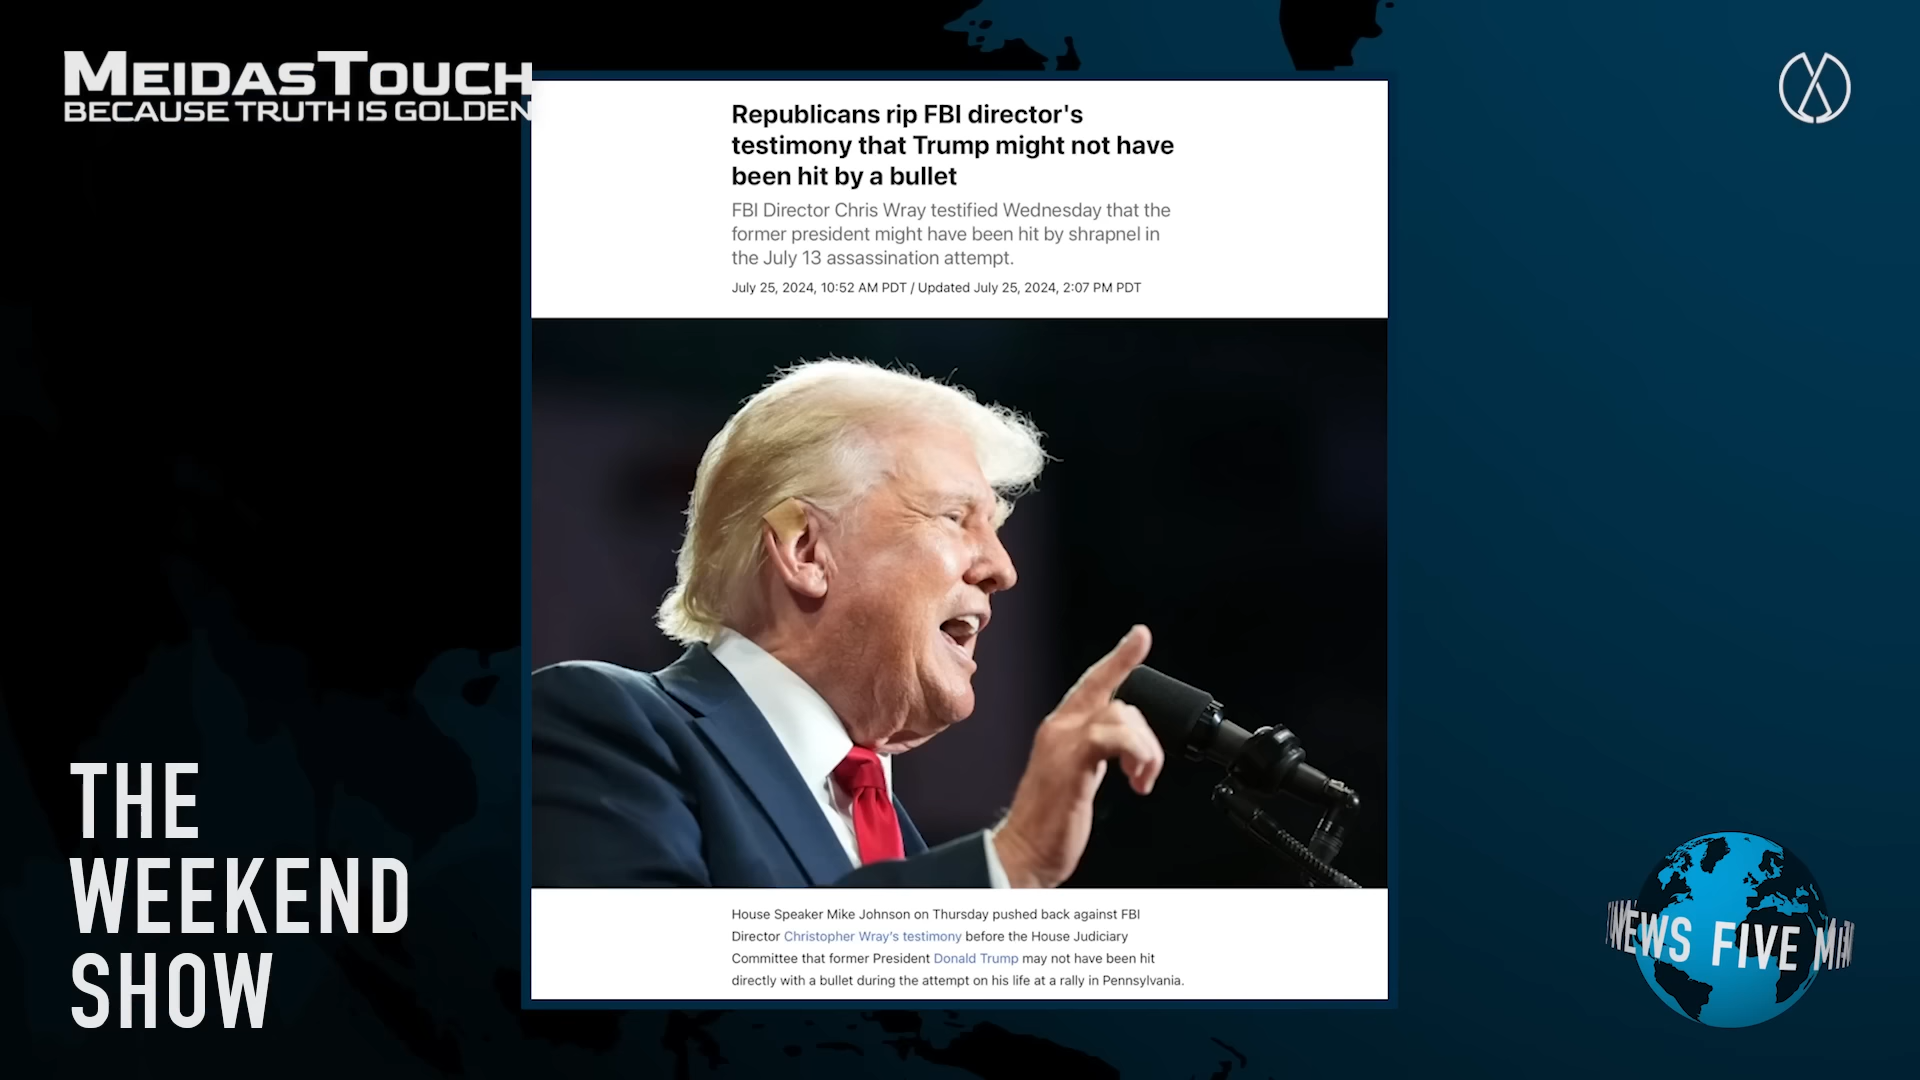 MEIDASTOUCH
BECAUSE TRUTH IS GOLDEN
Republicans rip FBI director's
testimony that Trump might not have
been hit by a bullet
FBI Director Chris Wray testified Wednesday that the
former president might have been hit by shrapnel in
the July 13 assassination attempt.
July 25, 2024, 10:52 AM PDT / Updated July 25, 2024, 2:07 PM PDT
House Speaker Mike Johnson on Thursday pushed back against FBI
Director Christopher Wray's testimony before the House Judiciary
Committee that former President Donald Trump may not have been hit
directly with a bullet during the attempt on his life at a rally in Pennsylvania.
THE
WEEKEND
SHOW
NEWS FIVE